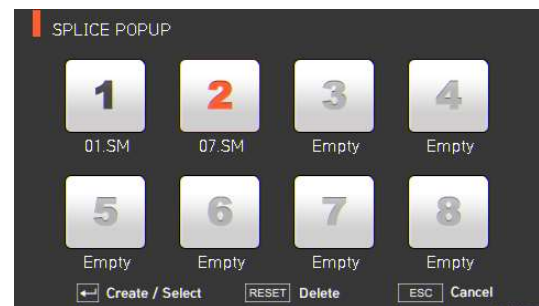 SPLICE POPUP
1 2 3 4
01.SM 07.SM Empty Empty
5 6 7 8
Empty Empty Empty Empty
Create / Select RESET Delete ESC Cancel